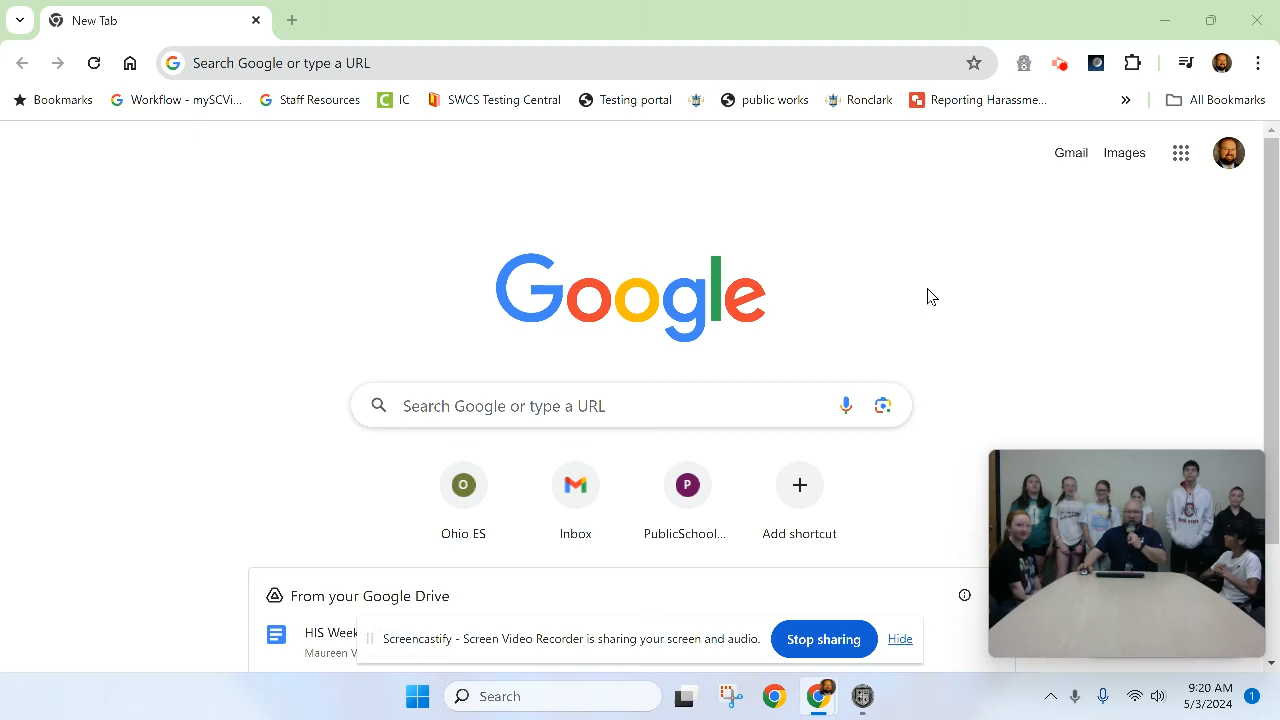 New Tab
Search Google or type a URL
Bookmarks
Workflow - mySCVi...
Staff Resources
IC
SWCS Testing Central
Testing portal
public works
Ronclark
Reporting Harassme...
»
All Bookmarks
Gmail
Images
Google
Search Google or type a URL
O
P
Ohio ES
Inbox
PublicSchool...
Add shortcut
From your Google Drive
HIS Week
Maureen V
Screencastify - Screen Video Recorder is sharing your screen and audio.
Stop sharing
Hide
Search
9:20 AM
5/3/2024
1